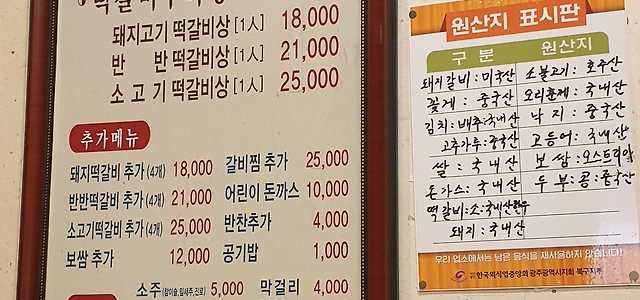 돼지고기 떡갈비상 [1人] 18,000
반 반 떡갈비상 [1人] 21,000
소 고 기 떡갈비상 [1人] 25,000
추가메뉴
돼지떡갈비 추가 (4개) 18,000 갈비찜 추가 25,000
반반떡갈비 추가 (4개) 21,000 어린이 돈까스 10,000
소고기떡갈비 추가 (4개) 25,000 반찬추가 4,000
보쌈 추가 12,000 공기밥 1,000
소주 (참이슬,잎새주,진로) 5,000 막걸리 4,000
원산지 표시판
구 분 원산지
돼지갈비 : 미국산 소불고기 : 호주산
꽃게 : 중국산 오리훈제 : 국내산
김치 : 배추:국내산 낙 지 : 중국산
고추가루 : 중국산 고등어 : 국내산
쌀 : 국내산 보 쌈 : 오스트리아
돈가스 : 국내산 두부 : 콩 : 중국산
떡갈비 : 소 : 국내산
돼지 : 국내산
우리 업소에서는 남은 음식을 재사용하지 않습니다!
한국외식업중앙회 광주광역시지회 북구지부